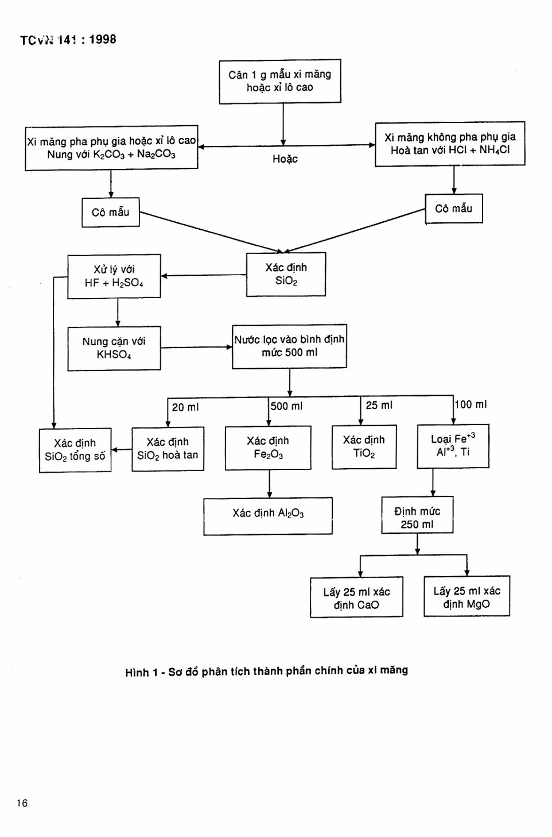 TCVN 141 : 1998
Cân 1 g mẫu xi măng
hoặc xỉ lò cao
Xi măng pha phụ gia hoặc xỉ lò cao
Nung với K₂CO₃ + Na₂CO₃
Hoặc
Xi măng không pha phụ gia
Hoà tan với HCl + NH₄Cl
Cô mẫu
Cô mẫu
Xử lý với
HF + H₂SO₄
Xác định
SiO₂
Nung cặn với
KHSO₄
Nước lọc vào bình định
mức 500 ml
20 ml
500 ml
25 ml
100 ml
Xác định
SiO₂ tổng số
Xác định
SiO₂ hoà tan
Xác định
Fe₂O₃
Xác định
TiO₂
Loại Fe⁺³
Al⁺³, Ti
Xác định Al₂O₃
Định mức
250 ml
Lấy 25 ml xác
định CaO
Lấy 25 ml xác
định MgO
Hình 1 - Sơ đồ phân tích thành phần chính của xi măng
16